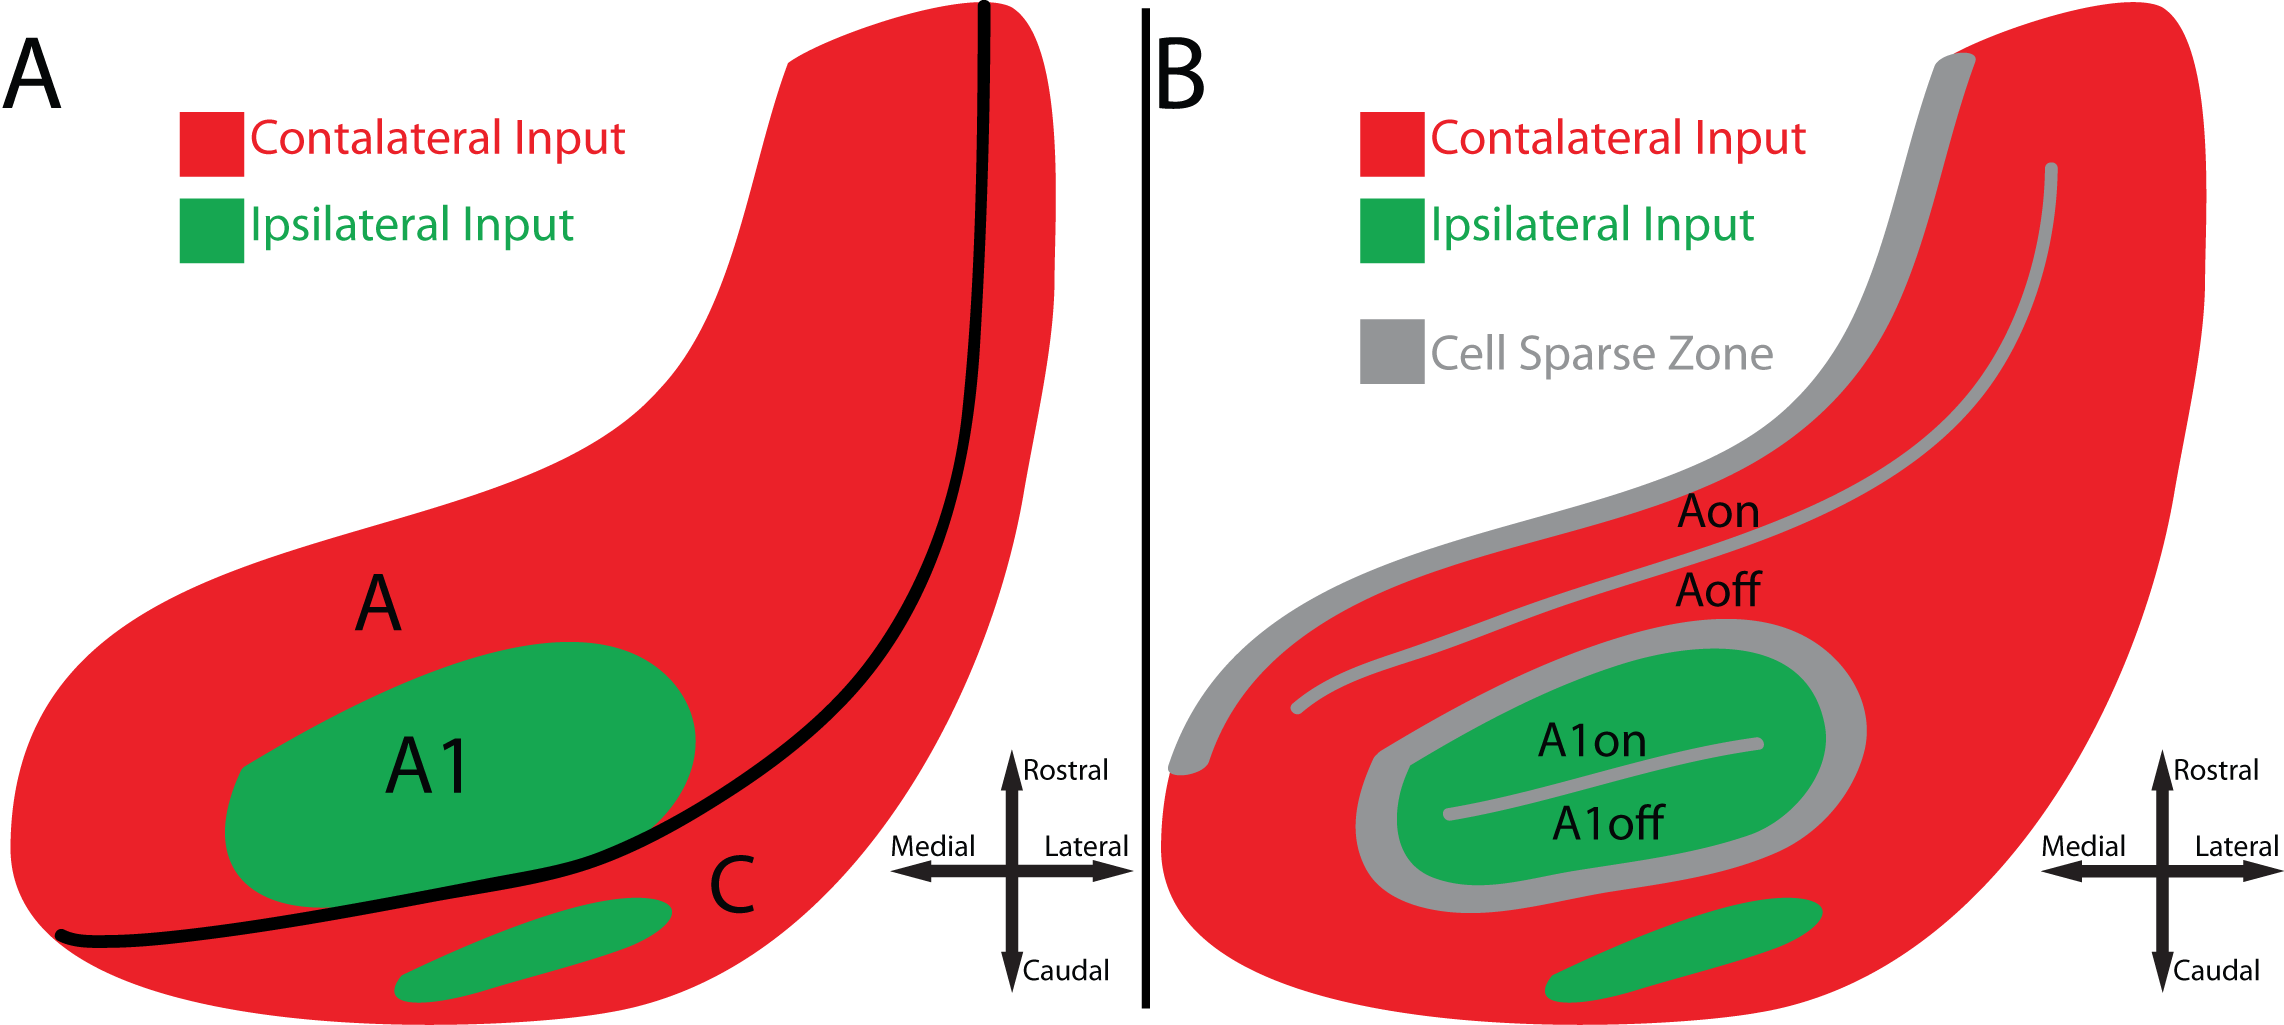 A
Contalateral Input
Ipsilateral Input
A
A1
C
Rostral
Medial
Lateral
Caudal
B
Contalateral Input
Ipsilateral Input
Cell Sparse Zone
Aon
Aoff
A1on
A1off
Rostral
Medial
Lateral
Caudal